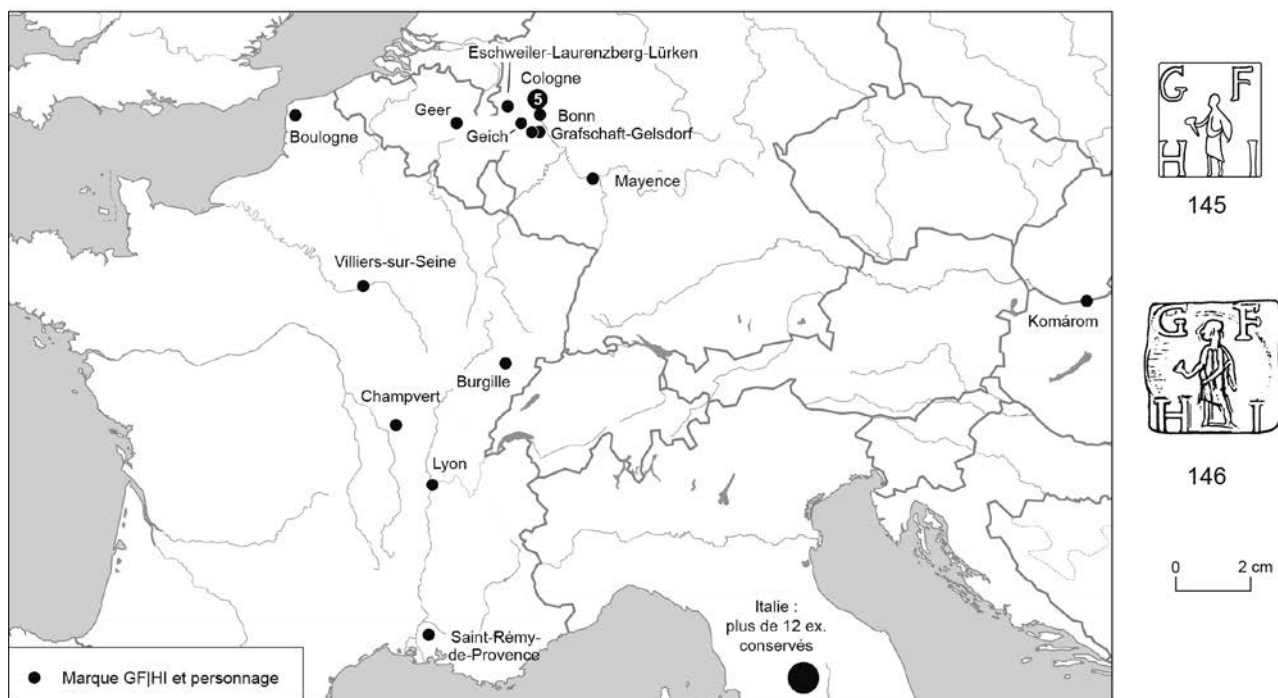 Eschweiler-Laurenzberg-Lürken
Cologne
5
Bonn
Geer
Geich
Grafschaft-Gelsdorf
Boulogne
Mayence
Villiers-sur-Seine
Komárom
Burgille
Champvert
Lyon
Italie :
plus de 12 ex.
conservés
Saint-Rémy-
de-Provence
Marque GF|HI et personnage
G F
H I
145
G F
H I
146
0 2 cm